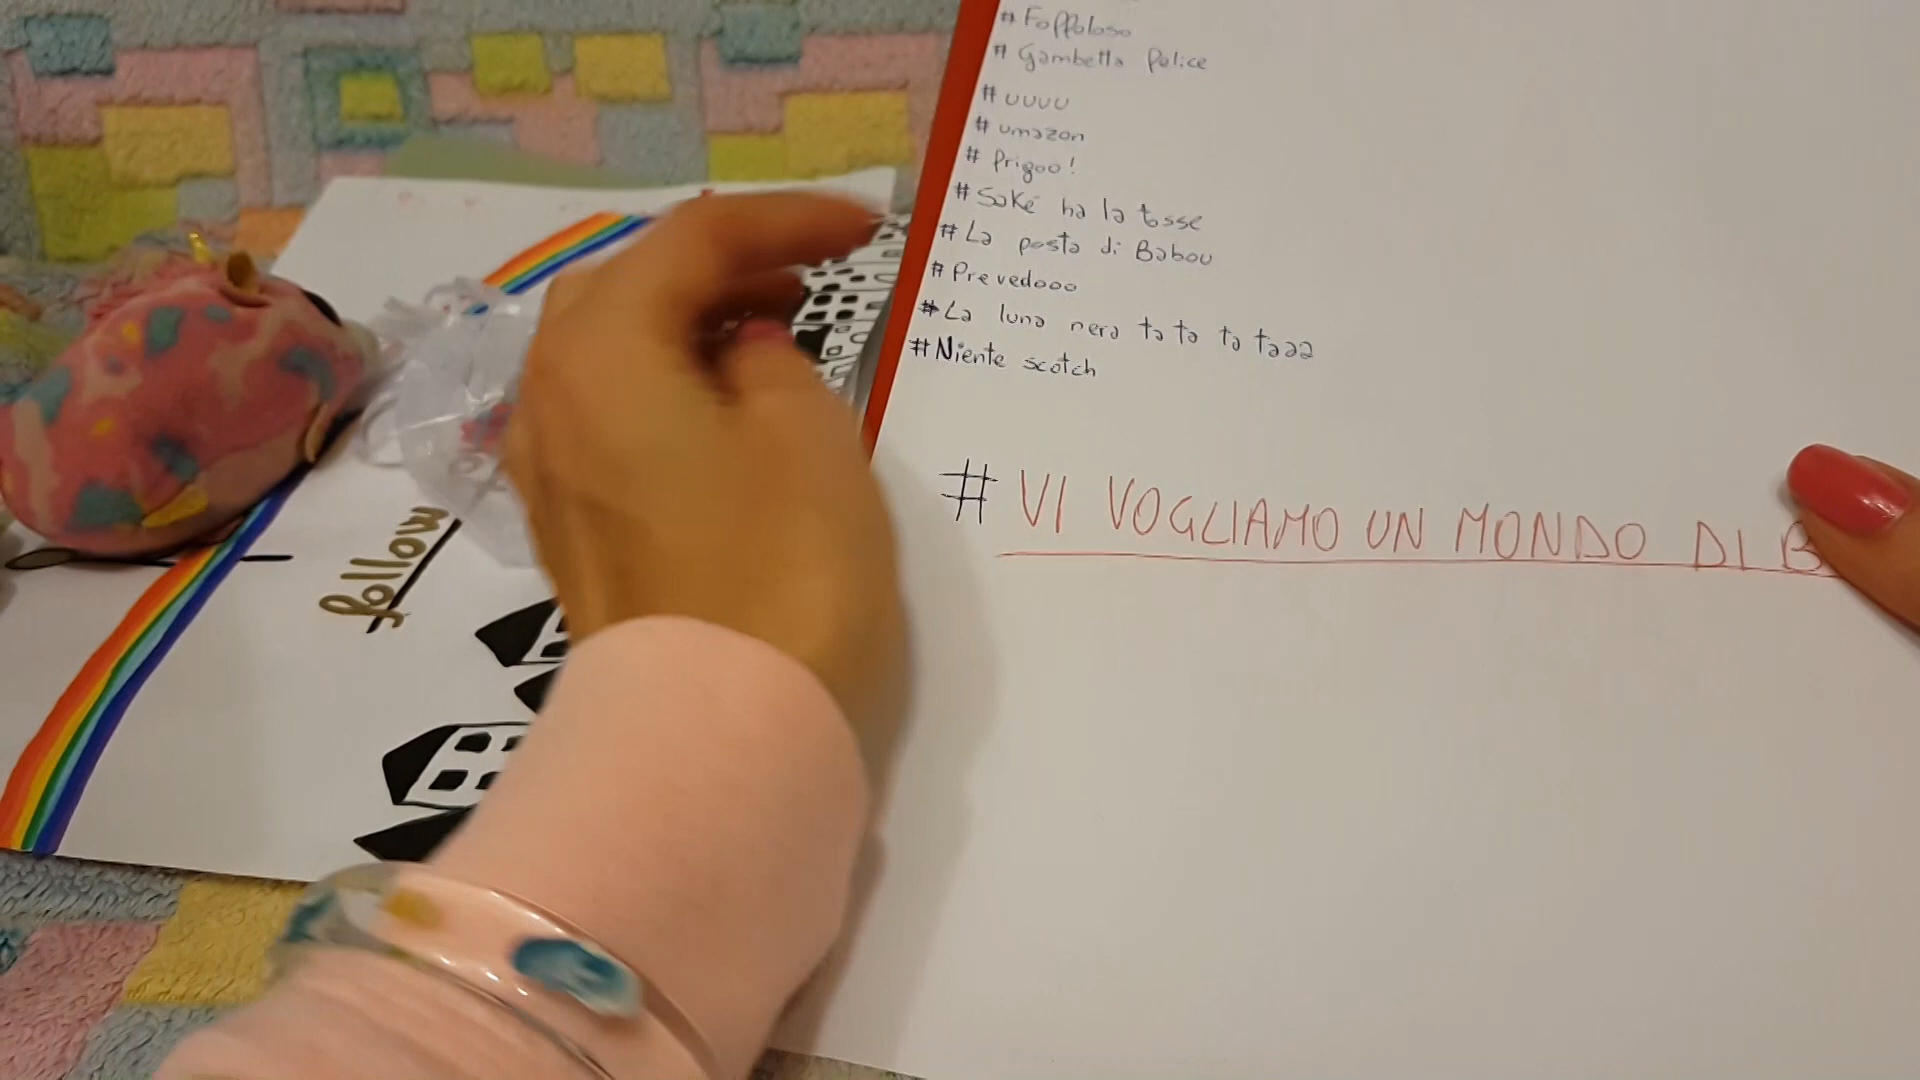 # Foffoloso
# Gambetta Police
# uuuu
# umazon
# Prigoo!
# Saké ha la tosse
# La posta di Babou
# Prevedooo
# La luna nera ta ta ta taaa
# Niente scotch
# VI VOGLIAMO UN MONDO DI B
follow